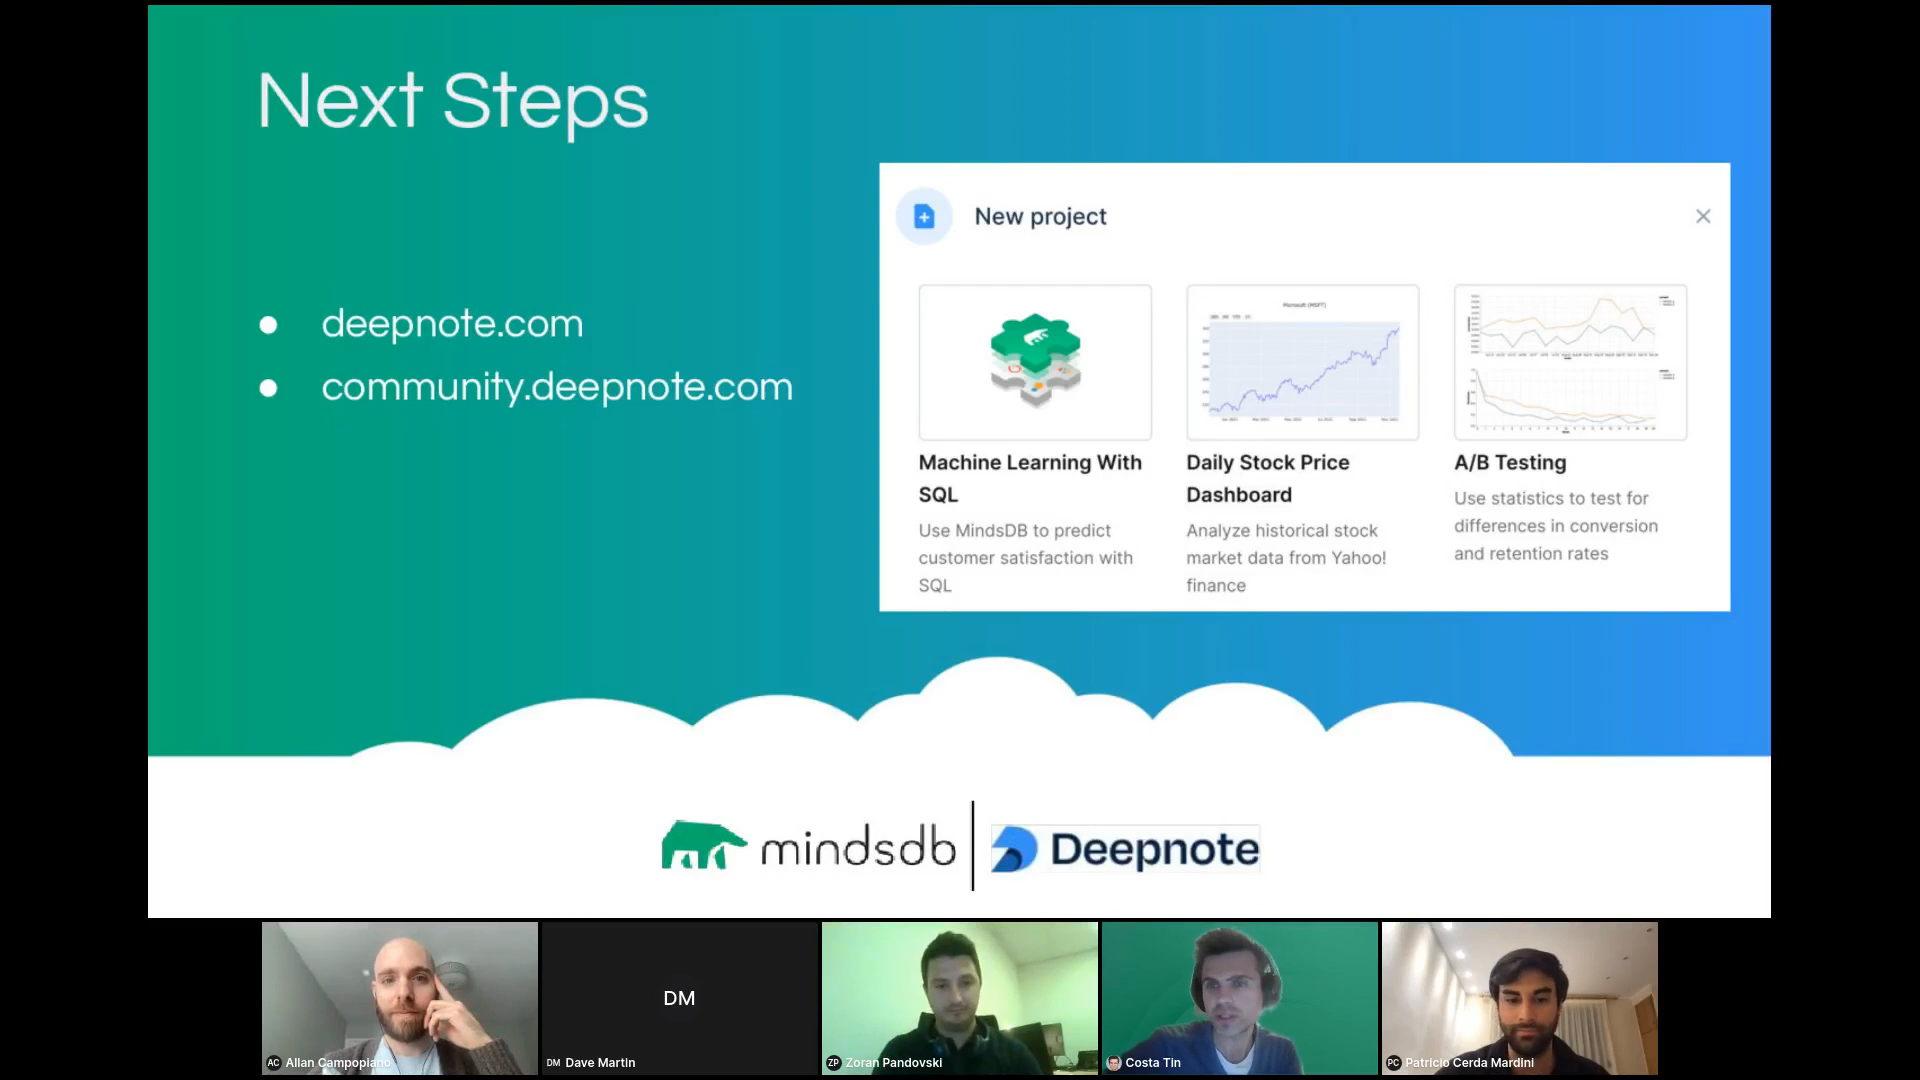 Next Steps
deepnote.com
community.deepnote.com
New project
Microsoft (MSFT)
Machine Learning With
SQL
Use MindsDB to predict
customer satisfaction with
SQL
Daily Stock Price
Dashboard
Analyze historical stock
market data from Yahoo!
finance
A/B Testing
Use statistics to test for
differences in conversion
and retention rates
mindsdb
Deepnote
DM
AC Allan Campopiano
DM Dave Martin
ZP Zoran Pandovski
Costa Tin
PC Patricio Cerda Mardini